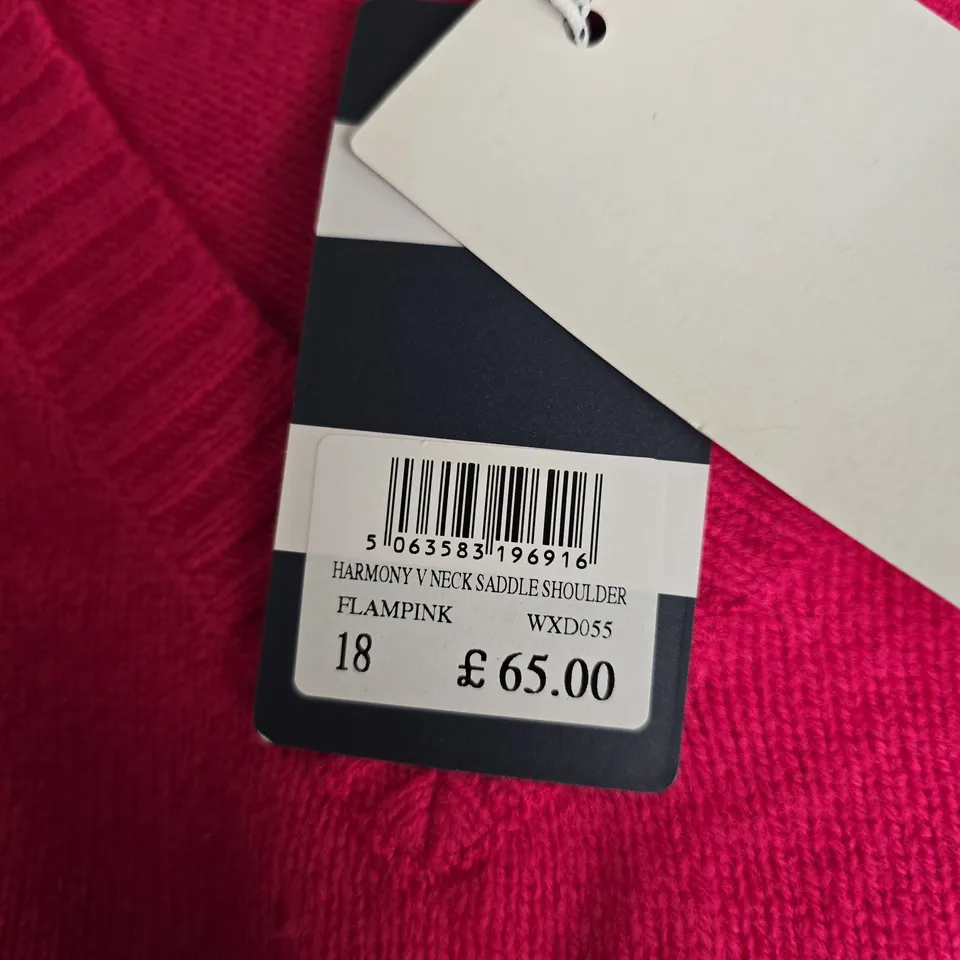 5 063583 196916
HARMONY V NECK SADDLE SHOULDER
FLAMPINK WXD055
18 £ 65.00